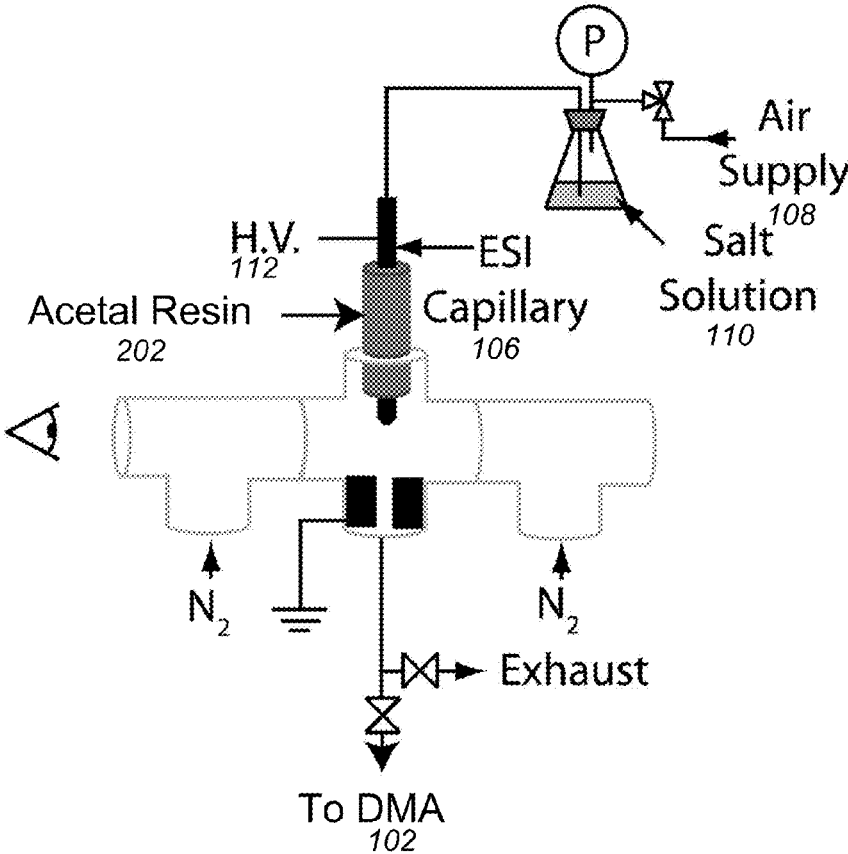 P
Air
Supply
108
H.V.
112
ESI
Capillary
106
Salt
Solution
110
Acetal Resin
202
N2
N2
Exhaust
To DMA
102